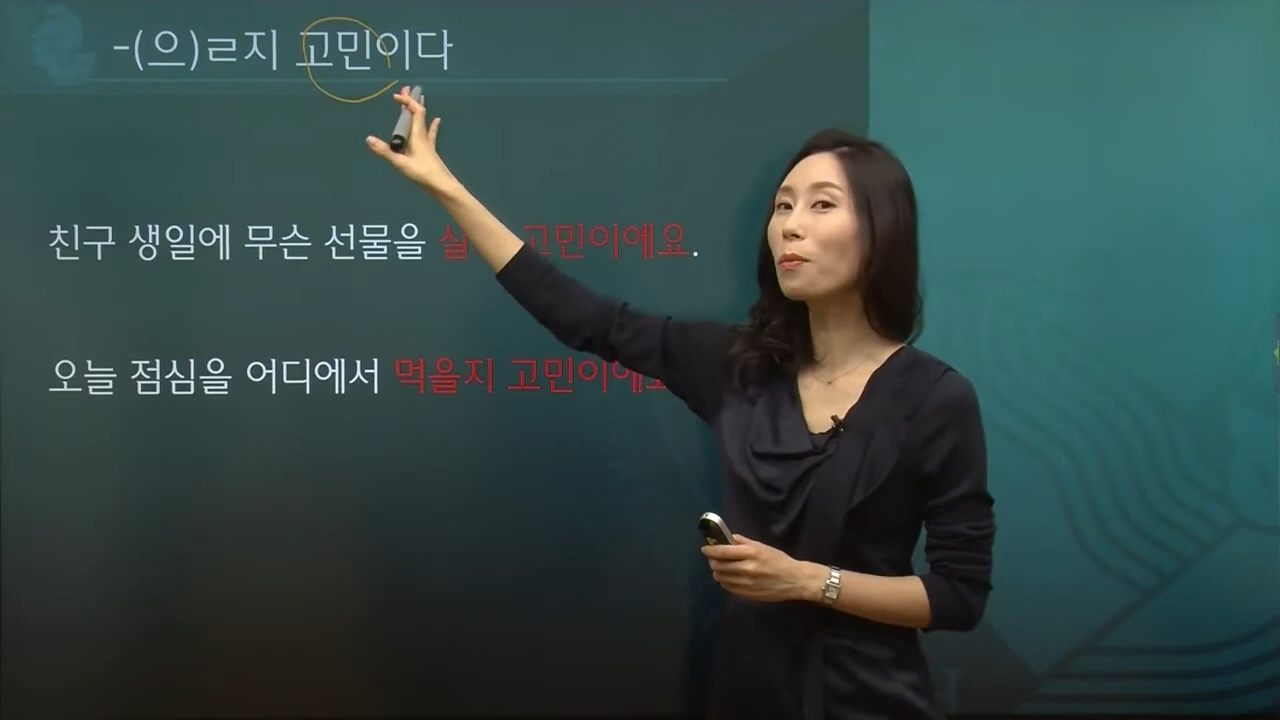 -(으)ㄹ지 고민이다
친구 생일에 무슨 선물을 고민이에요.
오늘 점심을 어디에서 먹을지 고민이에요